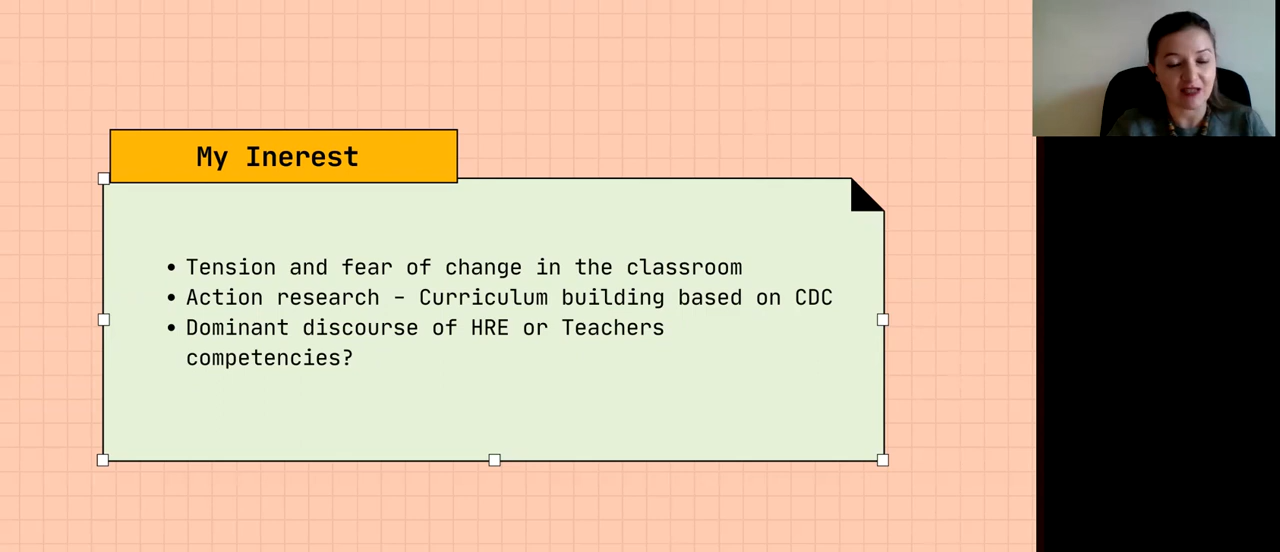 My Inerest
• Tension and fear of change in the classroom
• Action research – Curriculum building based on CDC
• Dominant discourse of HRE or Teachers
competencies?